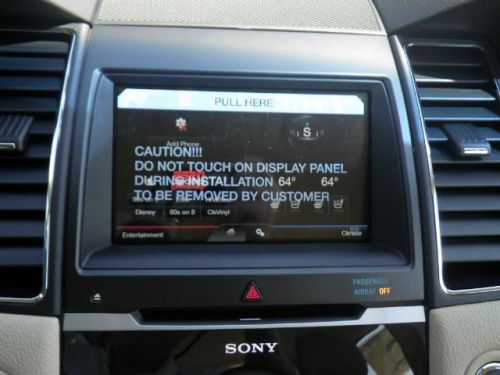 PULL HERE
Add Phone
S
CAUTION!!!
DO NOT TOUCH ON DISPLAY PANEL
DURING INSTALLATION 64° 64°
TO BE REMOVED BY CUSTOMER
Disney 80s on 8 CleVinyl
Entertainment Climate
PASSENGER
AIRBAG OFF
SONY